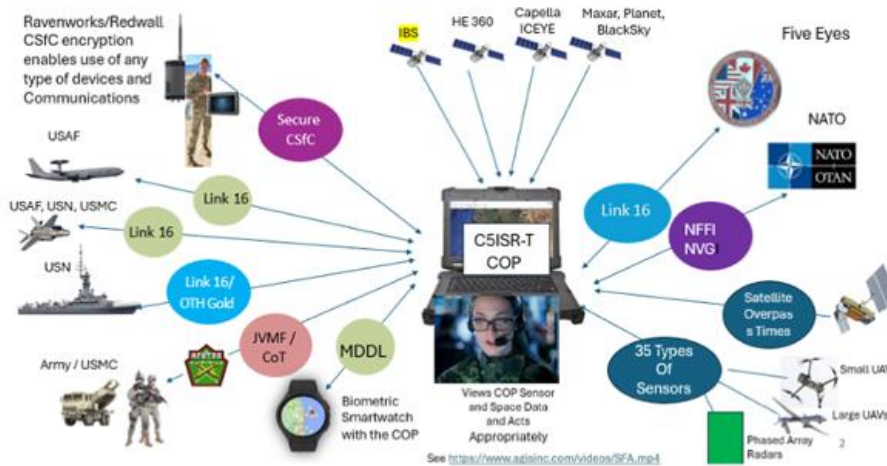 Ravenworks/Redwall
CSfC encryption
enables use of any
type of devices and
Communications
Secure
CSfC
IBS
HE 360
Capella
ICEYE
Maxar, Planet,
BlackSky
Five Eyes
NATO
NATO
OTAN
USAF
Link 16
USAF, USN, USMC
Link 16
USN
Link 16/
OTH Gold
Army / USMC
AFATDS
JVMF /
CoT
MDDL
Biometric
Smartwatch
with the COP
C5ISR-T
COP
Views COP Sensor
and Space Data
and Acts
Appropriately
Link 16
NFFI
NVGI
Satellite
Overpas
s Times
35 Types
Of
Sensors
Small UAV
Large UAVs
Phased Array
Radars
2
See https://www.agisinc.com/videos/SFA.mp4